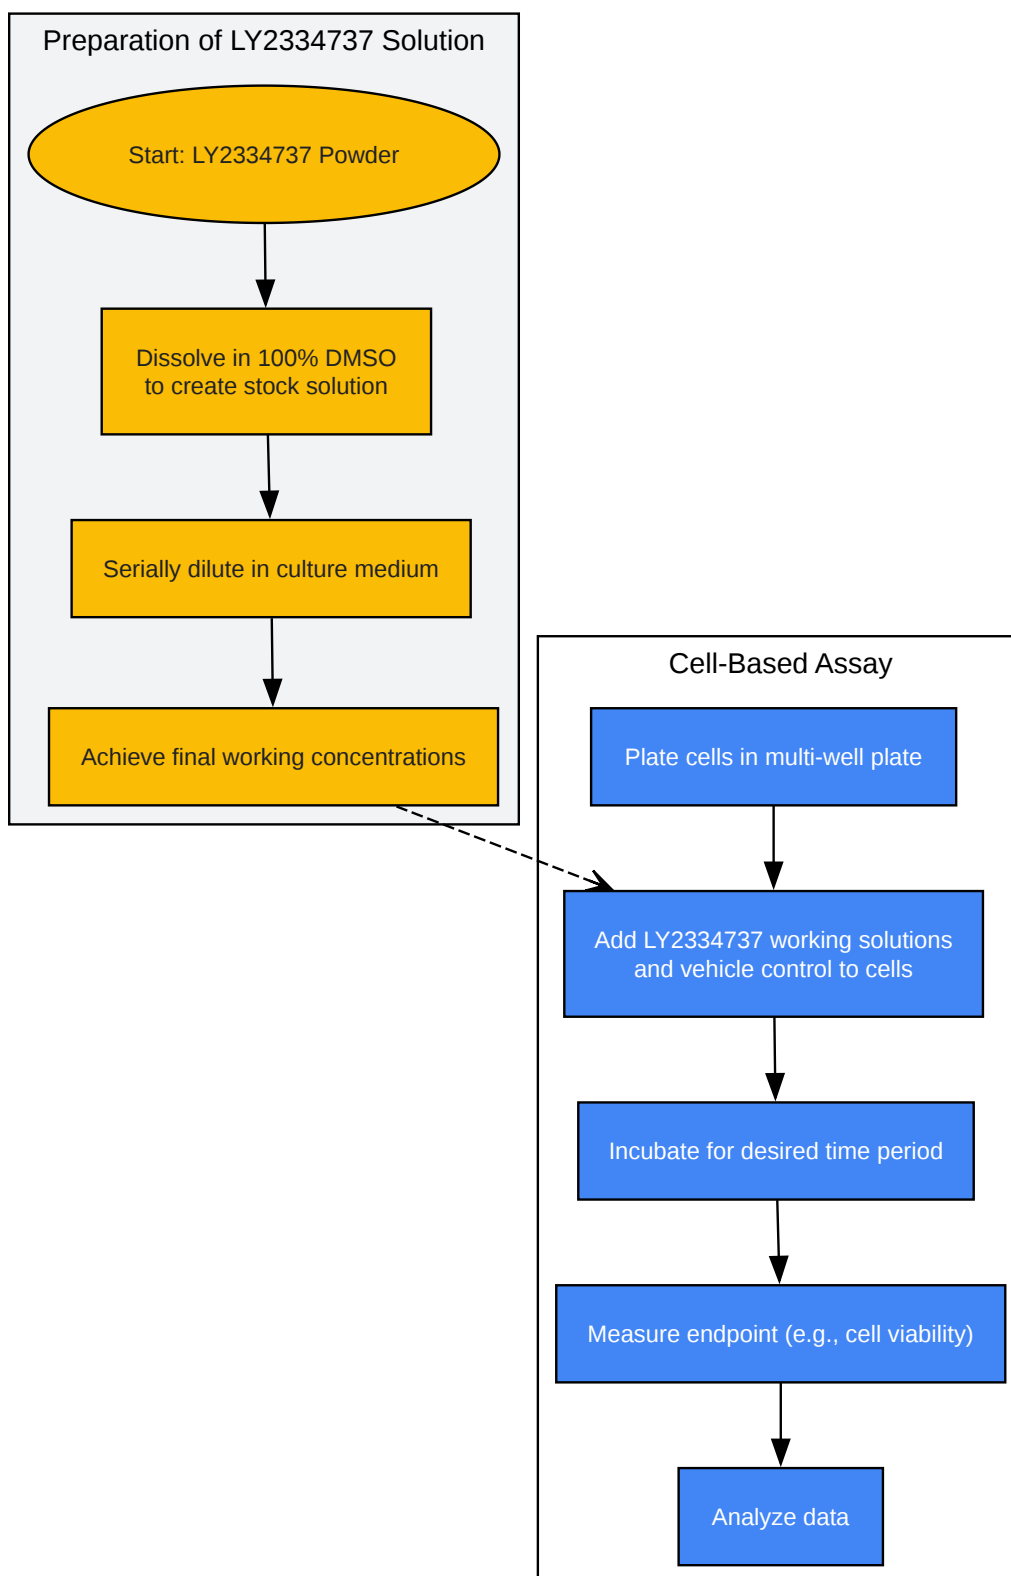 Preparation of LY2334737 Solution
Start: LY2334737 Powder
Dissolve in 100% DMSO
to create stock solution
Serially dilute in culture medium
Achieve final working concentrations
Cell-Based Assay
Plate cells in multi-well plate
Add LY2334737 working solutions
and vehicle control to cells
Incubate for desired time period
Measure endpoint (e.g., cell viability)
Analyze data